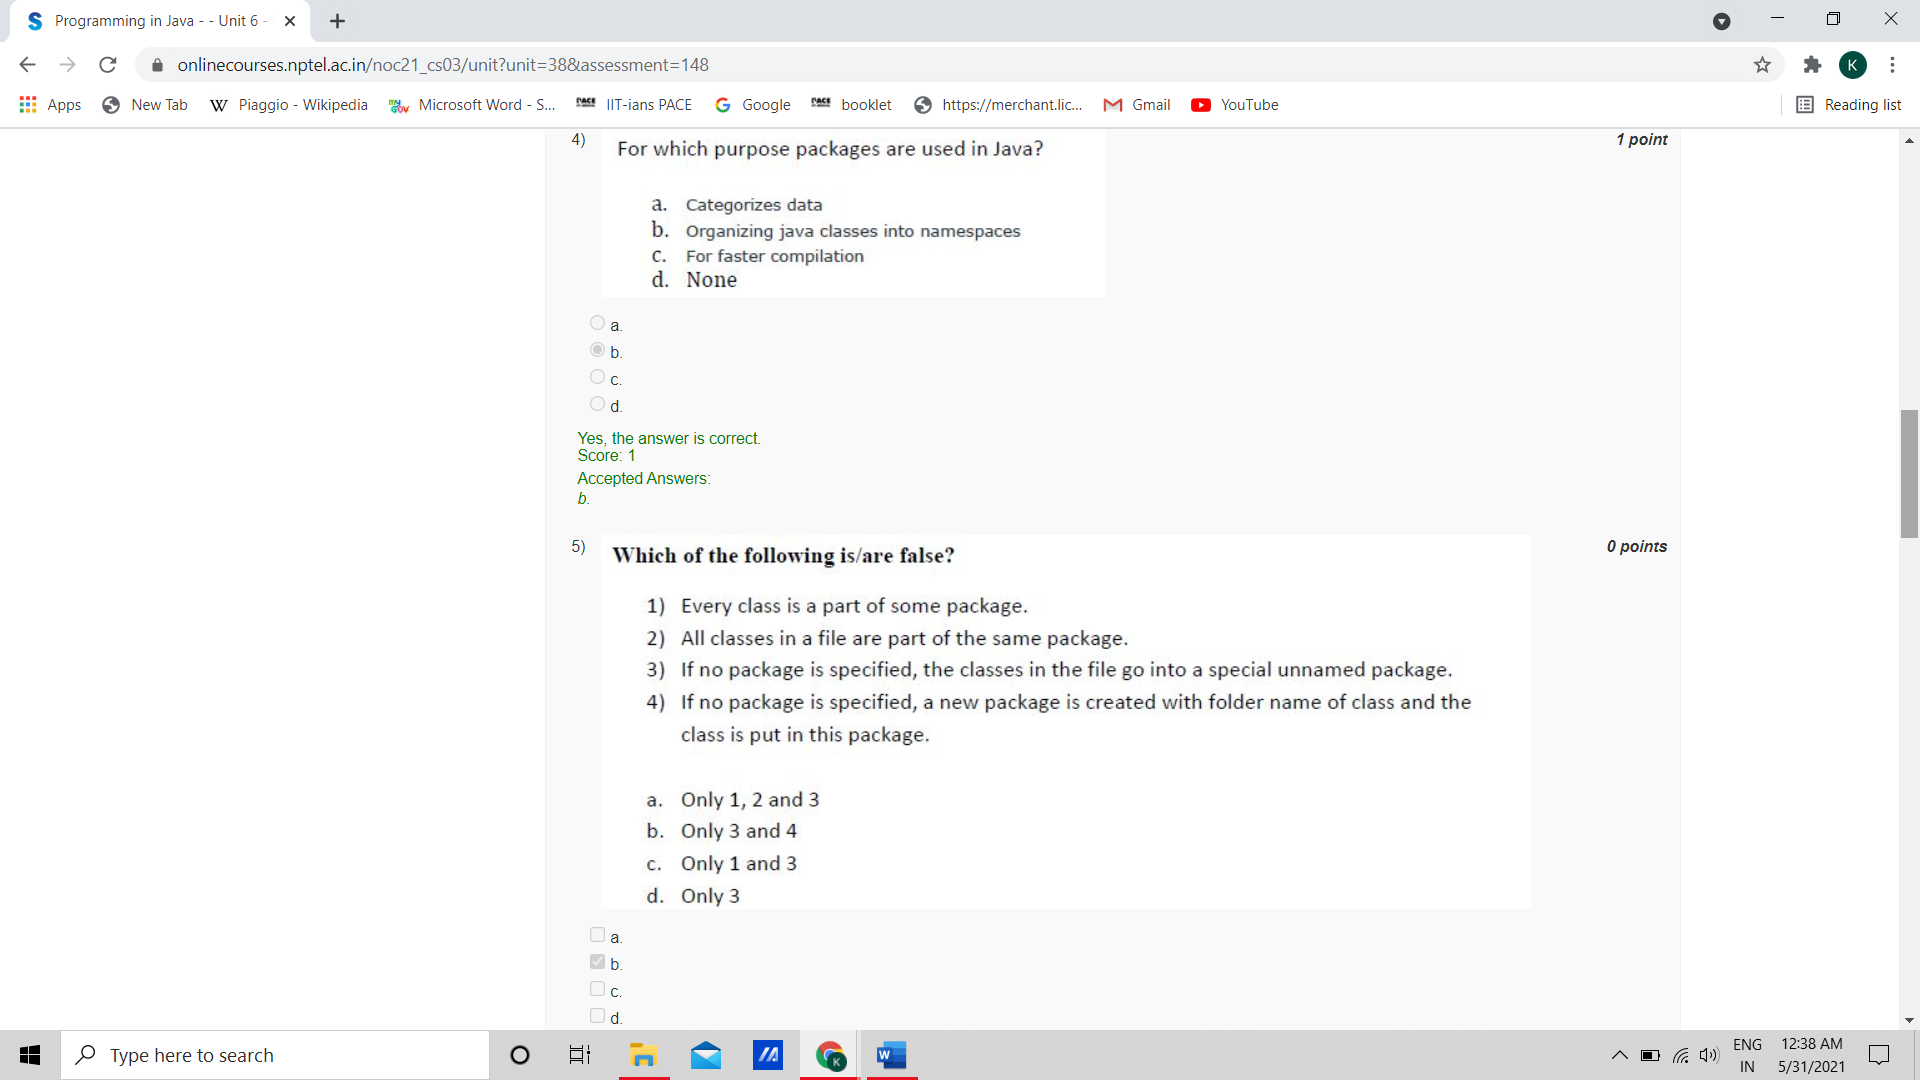 Programming in Java - - Unit 6 -
onlinecourses.nptel.ac.in/noc21_cs03/unit?unit=38&assessment=148
K
Apps
New Tab
W Piaggio - Wikipedia
Microsoft Word - S...
PACE IIT-ians PACE
G Google
PACE booklet
https://merchant.lic...
M Gmail
YouTube
Reading list
4)
For which purpose packages are used in Java?
1 point
a. Categorizes data
b. Organizing java classes into namespaces
c. For faster compilation
d. None
a.
b.
c.
d.
Yes, the answer is correct.
Score: 1
Accepted Answers:
b.
5)
Which of the following is/are false?
0 points
1) Every class is a part of some package.
2) All classes in a file are part of the same package.
3) If no package is specified, the classes in the file go into a special unnamed package.
4) If no package is specified, a new package is created with folder name of class and the
class is put in this package.
a. Only 1, 2 and 3
b. Only 3 and 4
c. Only 1 and 3
d. Only 3
a.
b.
c.
d.
Type here to search
K
W
ENG
IN
12:38 AM
5/31/2021